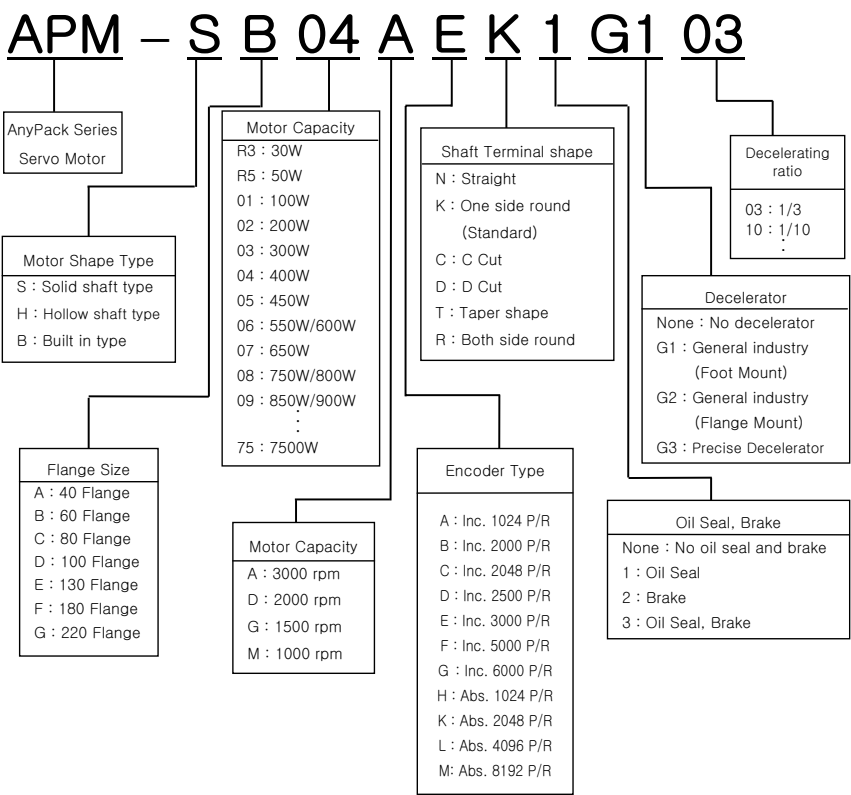 APM - S B 04 A E K 1 G1 03
AnyPack Series
Servo Motor
Motor Shape Type
S : Solid shaft type
H : Hollow shaft type
B : Built in type
Flange Size
A : 40 Flange
B : 60 Flange
C : 80 Flange
D : 100 Flange
E : 130 Flange
F : 180 Flange
G : 220 Flange
Motor Capacity
R3 : 30W
R5 : 50W
01 : 100W
02 : 200W
03 : 300W
04 : 400W
05 : 450W
06 : 550W/600W
07 : 650W
08 : 750W/800W
09 : 850W/900W
:
75 : 7500W
Motor Capacity
A : 3000 rpm
D : 2000 rpm
G : 1500 rpm
M : 1000 rpm
Encoder Type
A : Inc. 1024 P/R
B : Inc. 2000 P/R
C : Inc. 2048 P/R
D : Inc. 2500 P/R
E : Inc. 3000 P/R
F : Inc. 5000 P/R
G : Inc. 6000 P/R
H : Abs. 1024 P/R
K : Abs. 2048 P/R
L : Abs. 4096 P/R
M: Abs. 8192 P/R
Shaft Terminal shape
N : Straight
K : One side round
(Standard)
C : C Cut
D : D Cut
T : Taper shape
R : Both side round
Oil Seal, Brake
None : No oil seal and brake
1 : Oil Seal
2 : Brake
3 : Oil Seal, Brake
Decelerator
None : No decelerator
G1 : General industry
(Foot Mount)
G2 : General industry
(Flange Mount)
G3 : Precise Decelerator
Decelerating
ratio
03 : 1/3
10 : 1/10
: